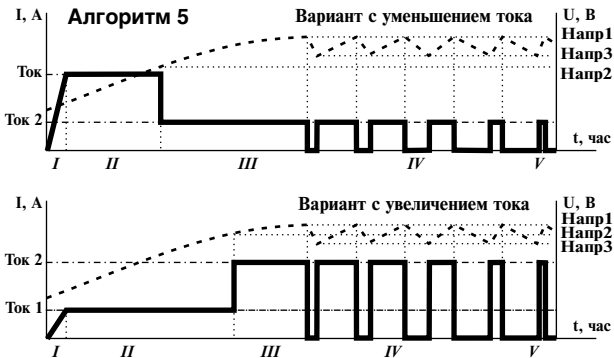 I, А
Алгоритм 5
Вариант с уменьшением тока
U, В
Напр1
Напр3
Напр2
Ток
Ток 2
t, час
I II III IV V
I, А
Вариант с увеличением тока
U, В
Напр1
Напр2
Напр3
Ток 2
Ток 1
t, час
I II III IV V